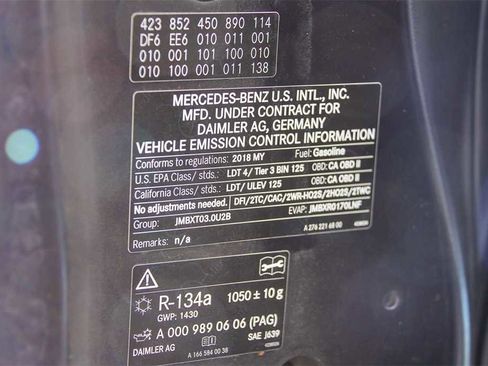 423 852 450 890 114
DF6 EE6 010 011 001
010 001 101 100 010
010 100 001 011 138
MERCEDES-BENZ U.S. INTL., INC.
MFD. UNDER CONTRACT FOR
DAIMLER AG, GERMANY
VEHICLE EMISSION CONTROL INFORMATION
Conforms to regulations: 2018 MY Fuel: Gasoline
U.S. EPA Class/ stds.: LDT 4/ Tier 3 BIN 125 OBD: CA OBD II
California Class/ stds.: LDT/ ULEV 125 OBD: CA OBD II
No adjustments needed. DFI/2TC/CAC/2WR-HO2S/2HO2S/2TWC
Group: JMBXT03.0U2B EVAP: JMBXR0170LNF
Remarks: n/a A 276 221 68 00
R-134a 1050 ± 10 g
GWP: 1430
A 000 989 06 06 (PAG) SAE J639
DAIMLER AG
A 166 584 00 38